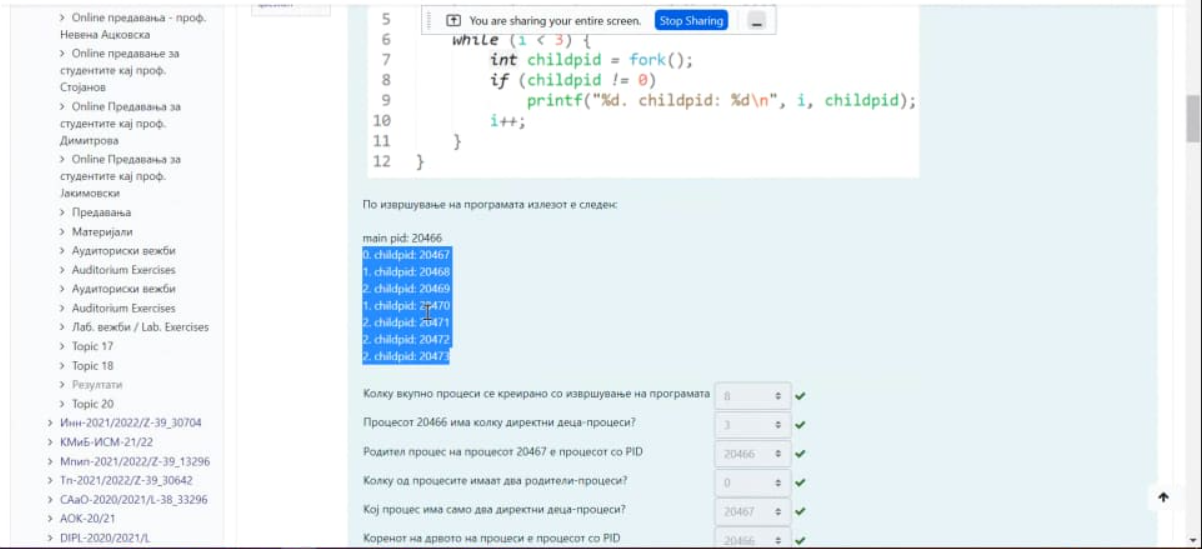 > Online предавања - проф.
Невена Ацковска
> Online предавање за
студентите кај проф.
Стојанов
> Online Предавања за
студентите кај проф.
Димитрова
> Online Предавања за
студентите кај проф.
Јакимовски
> Предавања
> Материјали
> Аудиториски вежби
> Auditorium Exercises
> Аудиториски вежби
> Auditorium Exercises
> Лаб. вежби / Lab. Exercises
> Topic 17
> Topic 18
> Резултати
> Topic 20
> Инн-2021/2022/Z-39_30704
> КМиБ-ИСМ-21/22
> Мпип-2021/2022/Z-39_13296
> Тп-2021/2022/Z-39_30642
> САаО-2020/2021/L-38_33296
> АОК-20/21
> DIPL-2020/2021/L
You are sharing your entire screen. Stop Sharing
5
6 while (i < 3) {
7 int childpid = fork();
8 if (childpid != 0)
9 printf("%d. childpid: %d\n", i, childpid);
10 i++;
11 }
12 }
По извршување на програмата излезот е следен:
main pid: 20466
0. childpid: 20467
1. childpid: 20468
2. childpid: 20469
1. childpid: 20470
2. childpid: 20471
2. childpid: 20472
2. childpid: 20473
Колку вкупно процеси се креирано со извршување на програмата 8
Процесот 20466 има колку директни деца-процеси? 3
Родител процес на процесот 20467 е процесот со PID 20466
Колку од процесите имаат два родители-процеси? 0
Кој процес има само два директни деца-процеси? 20467
Коренот на дрвото на процеси е процесот со PID 20466